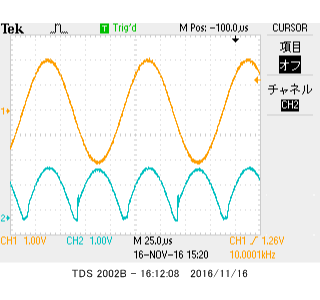 Tek Trig'd M Pos: -100.0µs CURSOR
項目
オフ
チャネル
CH2
1
2
CH1 1.00V CH2 1.00V M 25.0µs CH1 / 1.26V
16-NOV-16 15:20 10.0001kHz
TDS 2002B - 16:12:08 2016/11/16